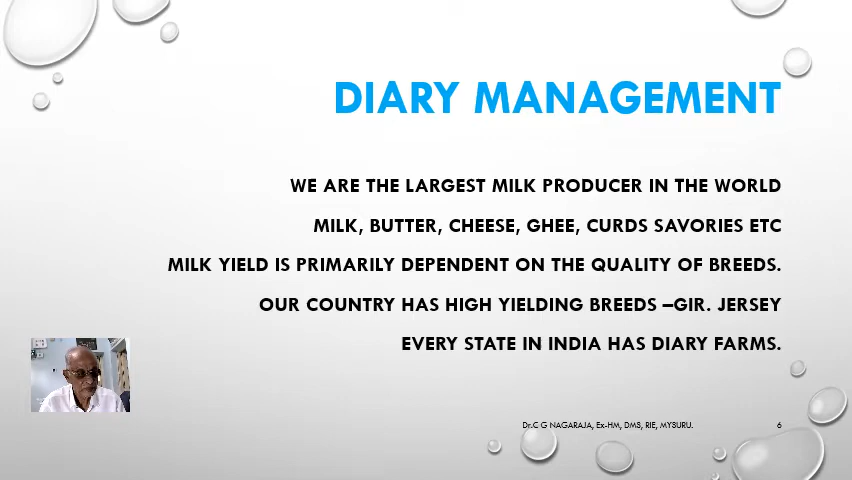 DIARY MANAGEMENT
WE ARE THE LARGEST MILK PRODUCER IN THE WORLD
MILK, BUTTER, CHEESE, GHEE, CURDS SAVORIES ETC
MILK YIELD IS PRIMARILY DEPENDENT ON THE QUALITY OF BREEDS.
OUR COUNTRY HAS HIGH YIELDING BREEDS –GIR. JERSEY
EVERY STATE IN INDIA HAS DIARY FARMS.
Dr.C G NAGARAJA, Ex-HM, DMS, RIE, MYSURU.
6